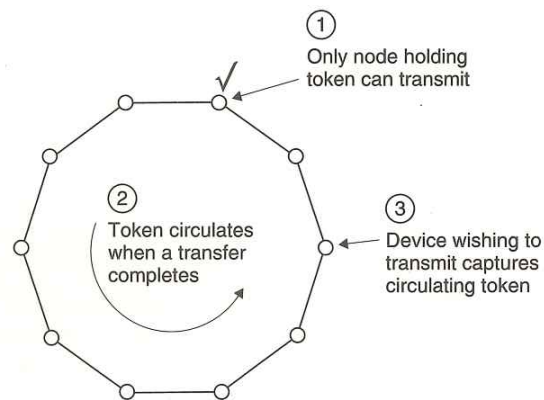 1
Only node holding
token can transmit
2
Token circulates
when a transfer
completes
3
Device wishing to
transmit captures
circulating token